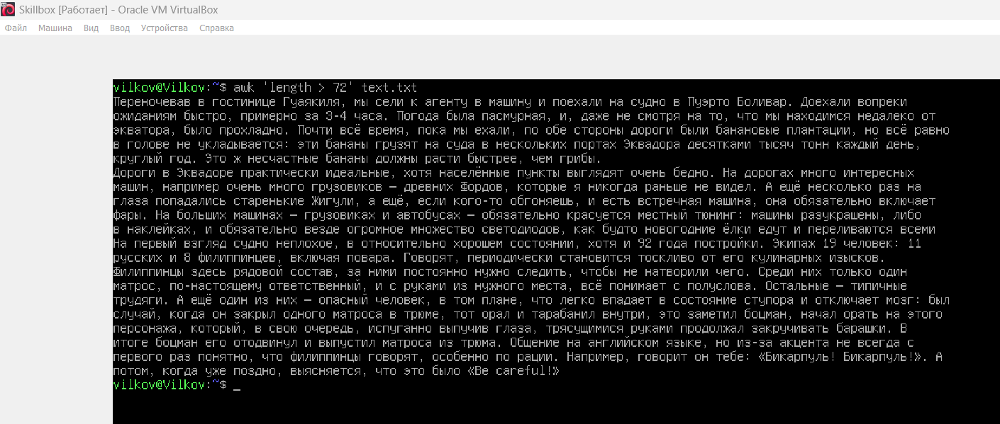 Skillbox [Работает] - Oracle VM VirtualBox
Файл Машина Вид Ввод Устройства Справка
vilkov@Vilkov:~$ awk 'length > 72' text.txt
Переночевав в гостинице Гуаякиля, мы сели к агенту в машину и поехали на судно в Пуэрто Боливар. Доехали вопреки
ожиданиям быстро, примерно за 3-4 часа. Погода была пасмурная, и, даже не смотря на то, что мы находимся недалеко от
экватора, было прохладно. Почти всё время, пока мы ехали, по обе стороны дороги были банановые плантации, но всё равно
в голове не укладывается: эти бананы грузят на суда в нескольких портах Эквадора десятками тысяч тонн каждый день,
круглый год. Это ж несчастные бананы должны расти быстрее, чем грибы.
Дороги в Эквадоре практически идеальные, хотя населённые пункты выглядят очень бедно. На дорогах много интересных
машин, например очень много грузовиков – древних Фордов, которые я никогда раньше не видел. А ещё несколько раз на
глаза попадались старенькие Жигули, а ещё, если кого-то обгоняешь, и есть встречная машина, она обязательно включает
фары. На больших машинах – грузовиках и автобусах – обязательно красуется местный тюнинг: машины разукрашены, либо
в наклейках, и обязательно везде огромное множество светодиодов, как будто новогодние ёлки едут и переливаются всеми
На первый взгляд судно неплохое, в относительно хорошем состоянии, хотя и 92 года постройки. Экипаж 19 человек: 11
русских и 8 филиппинцев, включая повара. Говорят, периодически становится тоскливо от его кулинарных изысков.
Филиппинцы здесь рядовой состав, за ними постоянно нужно следить, чтобы не натворили чего. Среди них только один
матрос, по-настоящему ответственный, и с руками из нужного места, всё понимает с полуслова. Остальные – типичные
трудяги. А ещё один из них – опасный человек, в том плане, что легко впадает в состояние ступора и отключает мозг: был
случай, когда он закрыл одного матроса в трюме, тот орал и тарабанил внутри, это заметил боцман, начал орать на этого
персонажа, который, в свою очередь, испуганно выпучив глаза, трясущимися руками продолжал закручивать барашки. В
итоге боцман его отодвинул и выпустил матроса из трюма. Общение на английском языке, но из-за акцента не всегда с
первого раз понятно, что филиппинцы говорят, особенно по рации. Например, говорит он тебе: «Бикарпуль! Бикарпуль!». А
потом, когда уже поздно, выясняется, что это было «Be careful!»
vilkov@Vilkov:~$ _